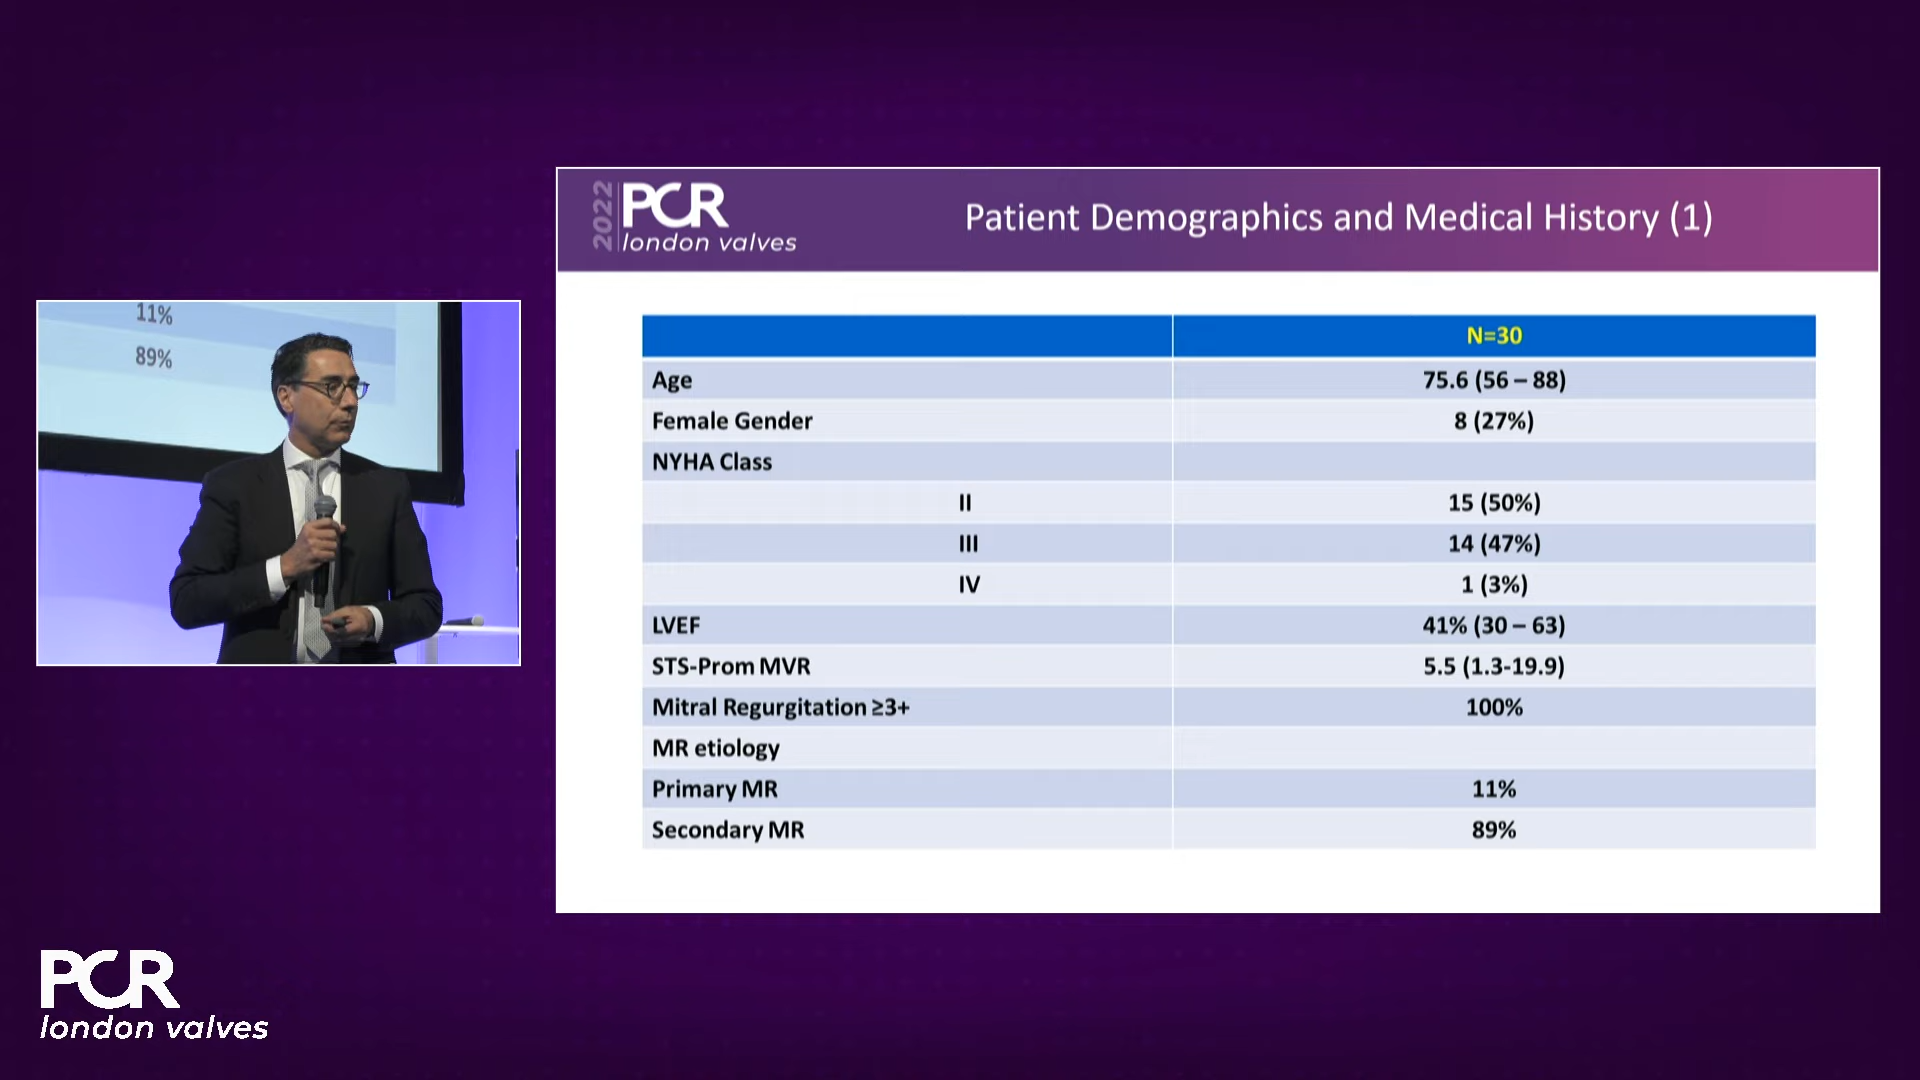 11%
89%
2022
PCR
london valves
Patient Demographics and Medical History (1)
N=30
Age 75.6 (56 – 88)
Female Gender 8 (27%)
NYHA Class
II 15 (50%)
III 14 (47%)
IV 1 (3%)
LVEF 41% (30 – 63)
STS-Prom MVR 5.5 (1.3-19.9)
Mitral Regurgitation ≥3+ 100%
MR etiology
Primary MR 11%
Secondary MR 89%
PCR
london valves